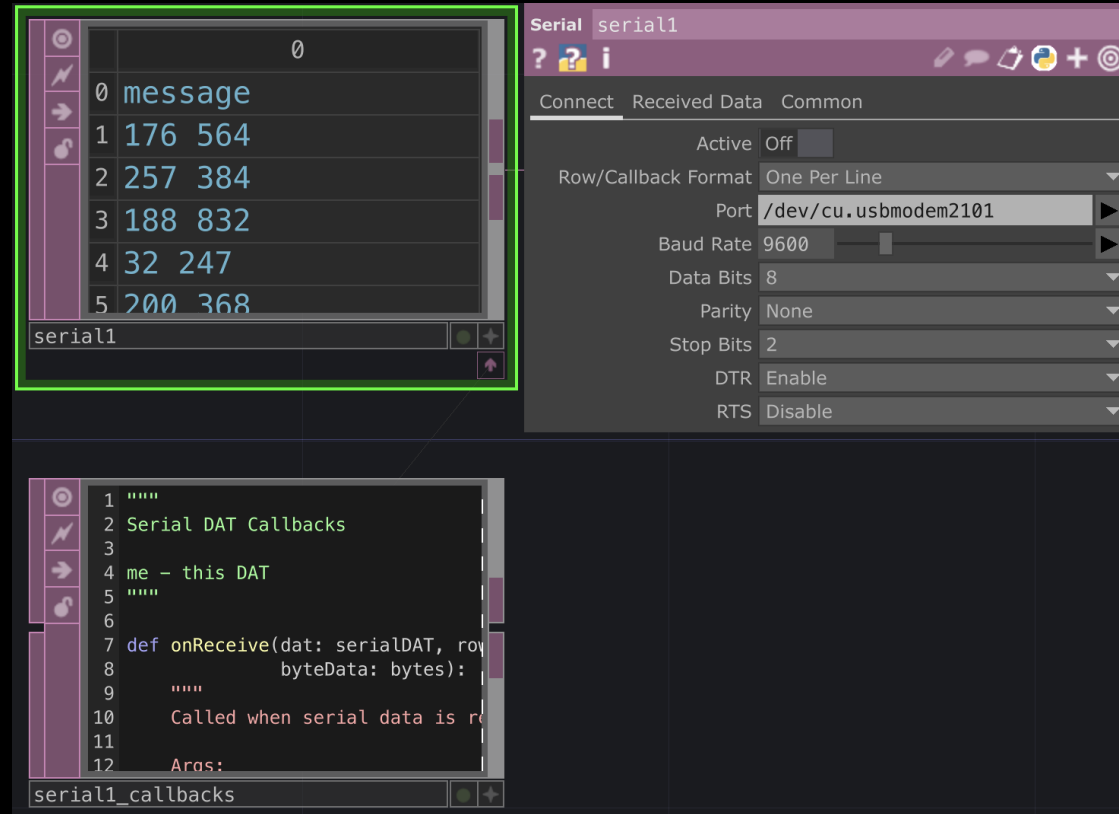 0
0 message
1 176 564
2 257 384
3 188 832
4 32 247
5 200 368
serial1
Serial serial1
? ? i
Connect Received Data Common
Active Off
Row/Callback Format One Per Line
Port /dev/cu.usbmodem2101
Baud Rate 9600
Data Bits 8
Parity None
Stop Bits 2
DTR Enable
RTS Disable
1 """
2 Serial DAT Callbacks
3
4 me – this DAT
5 """
6
7 def onReceive(dat: serialDAT,
8 byteData: bytes):
9 """
10 Called when serial data is
11
12 Args:
serial1_callbacks